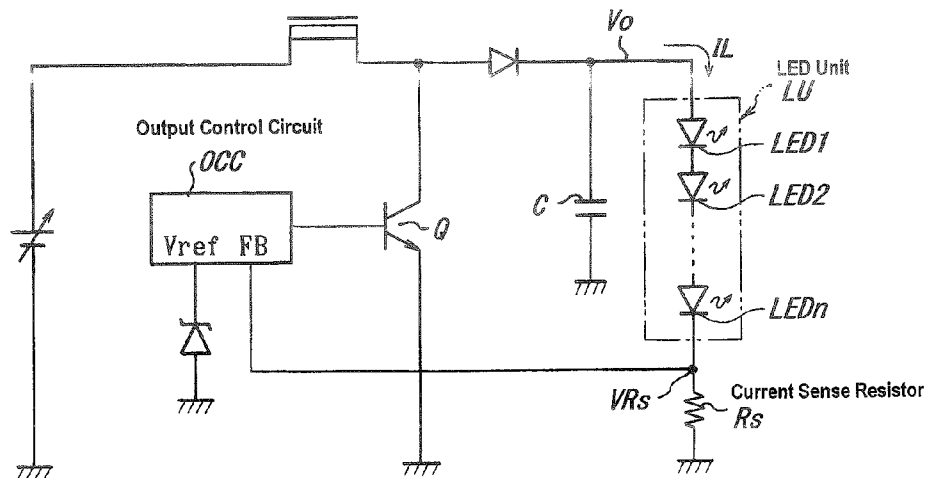 Vo
IL
LED Unit
LU
Output Control Circuit
OCC
LED1
Q
C
LED2
Vref FB
LEDn
VRs
Current Sense Resistor
Rs